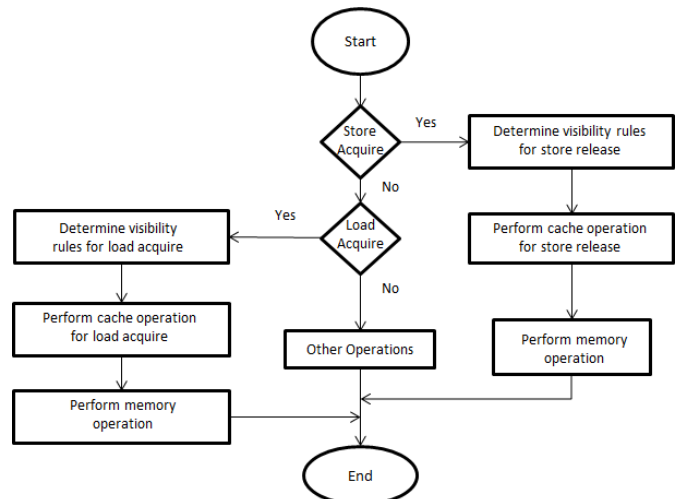 Start
Store
Acquire
Yes
Determine visibility rules
for store release
No
Perform cache operation
for store release
Perform memory
operation
Load
Acquire
Yes
Determine visibility
rules for load acquire
Perform cache operation
for load acquire
Perform memory
operation
No
Other Operations
End